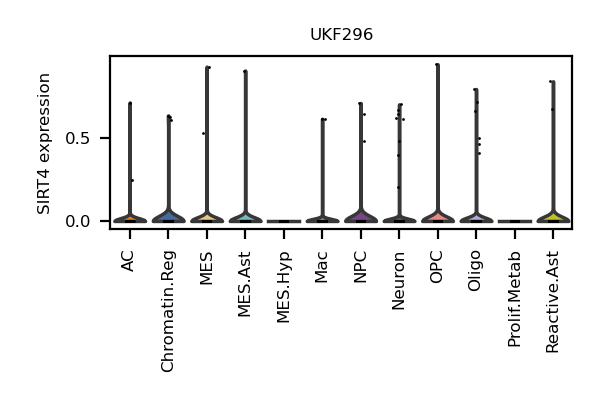 UKF296
SIRT4 expression
0.5
0.0
AC
Chromatin.Reg
MES
MES.Ast
MES.Hyp
Mac
NPC
Neuron
OPC
Oligo
Prolif.Metab
Reactive.Ast